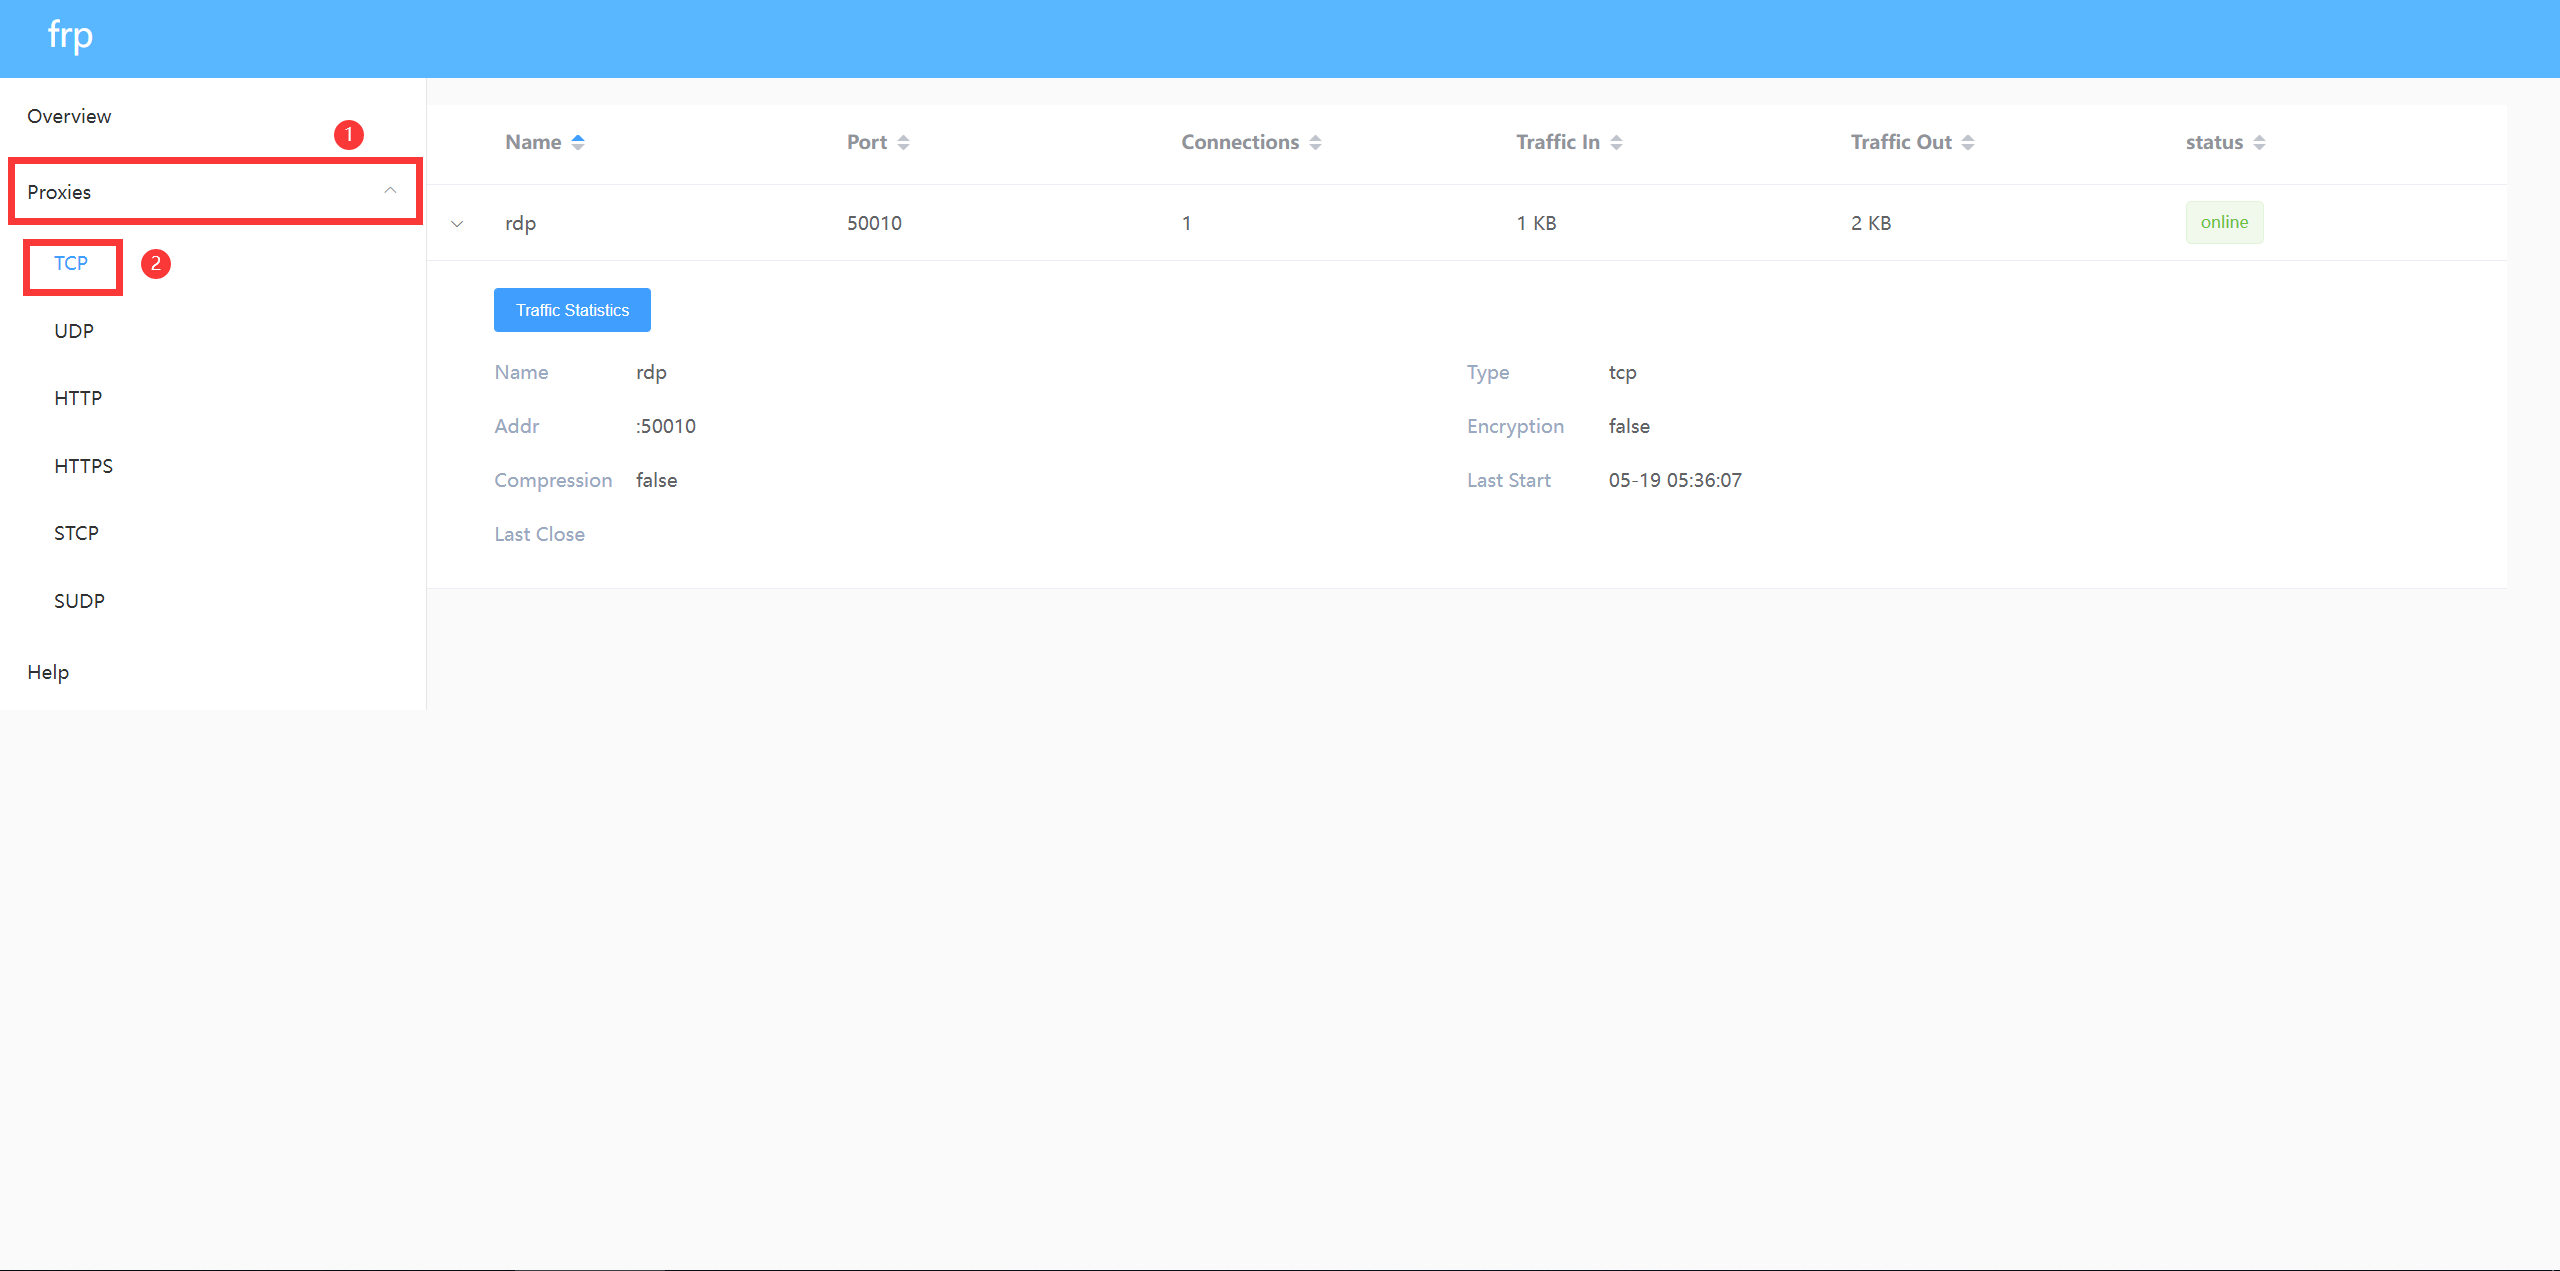 frp
Overview
1
Proxies
TCP 2
UDP
HTTP
HTTPS
STCP
SUDP
Help
Name Port Connections Traffic In Traffic Out status
rdp 50010 1 1 KB 2 KB online
Traffic Statistics
Name rdp Type tcp
Addr :50010 Encryption false
Compression false Last Start 05-19 05:36:07
Last Close